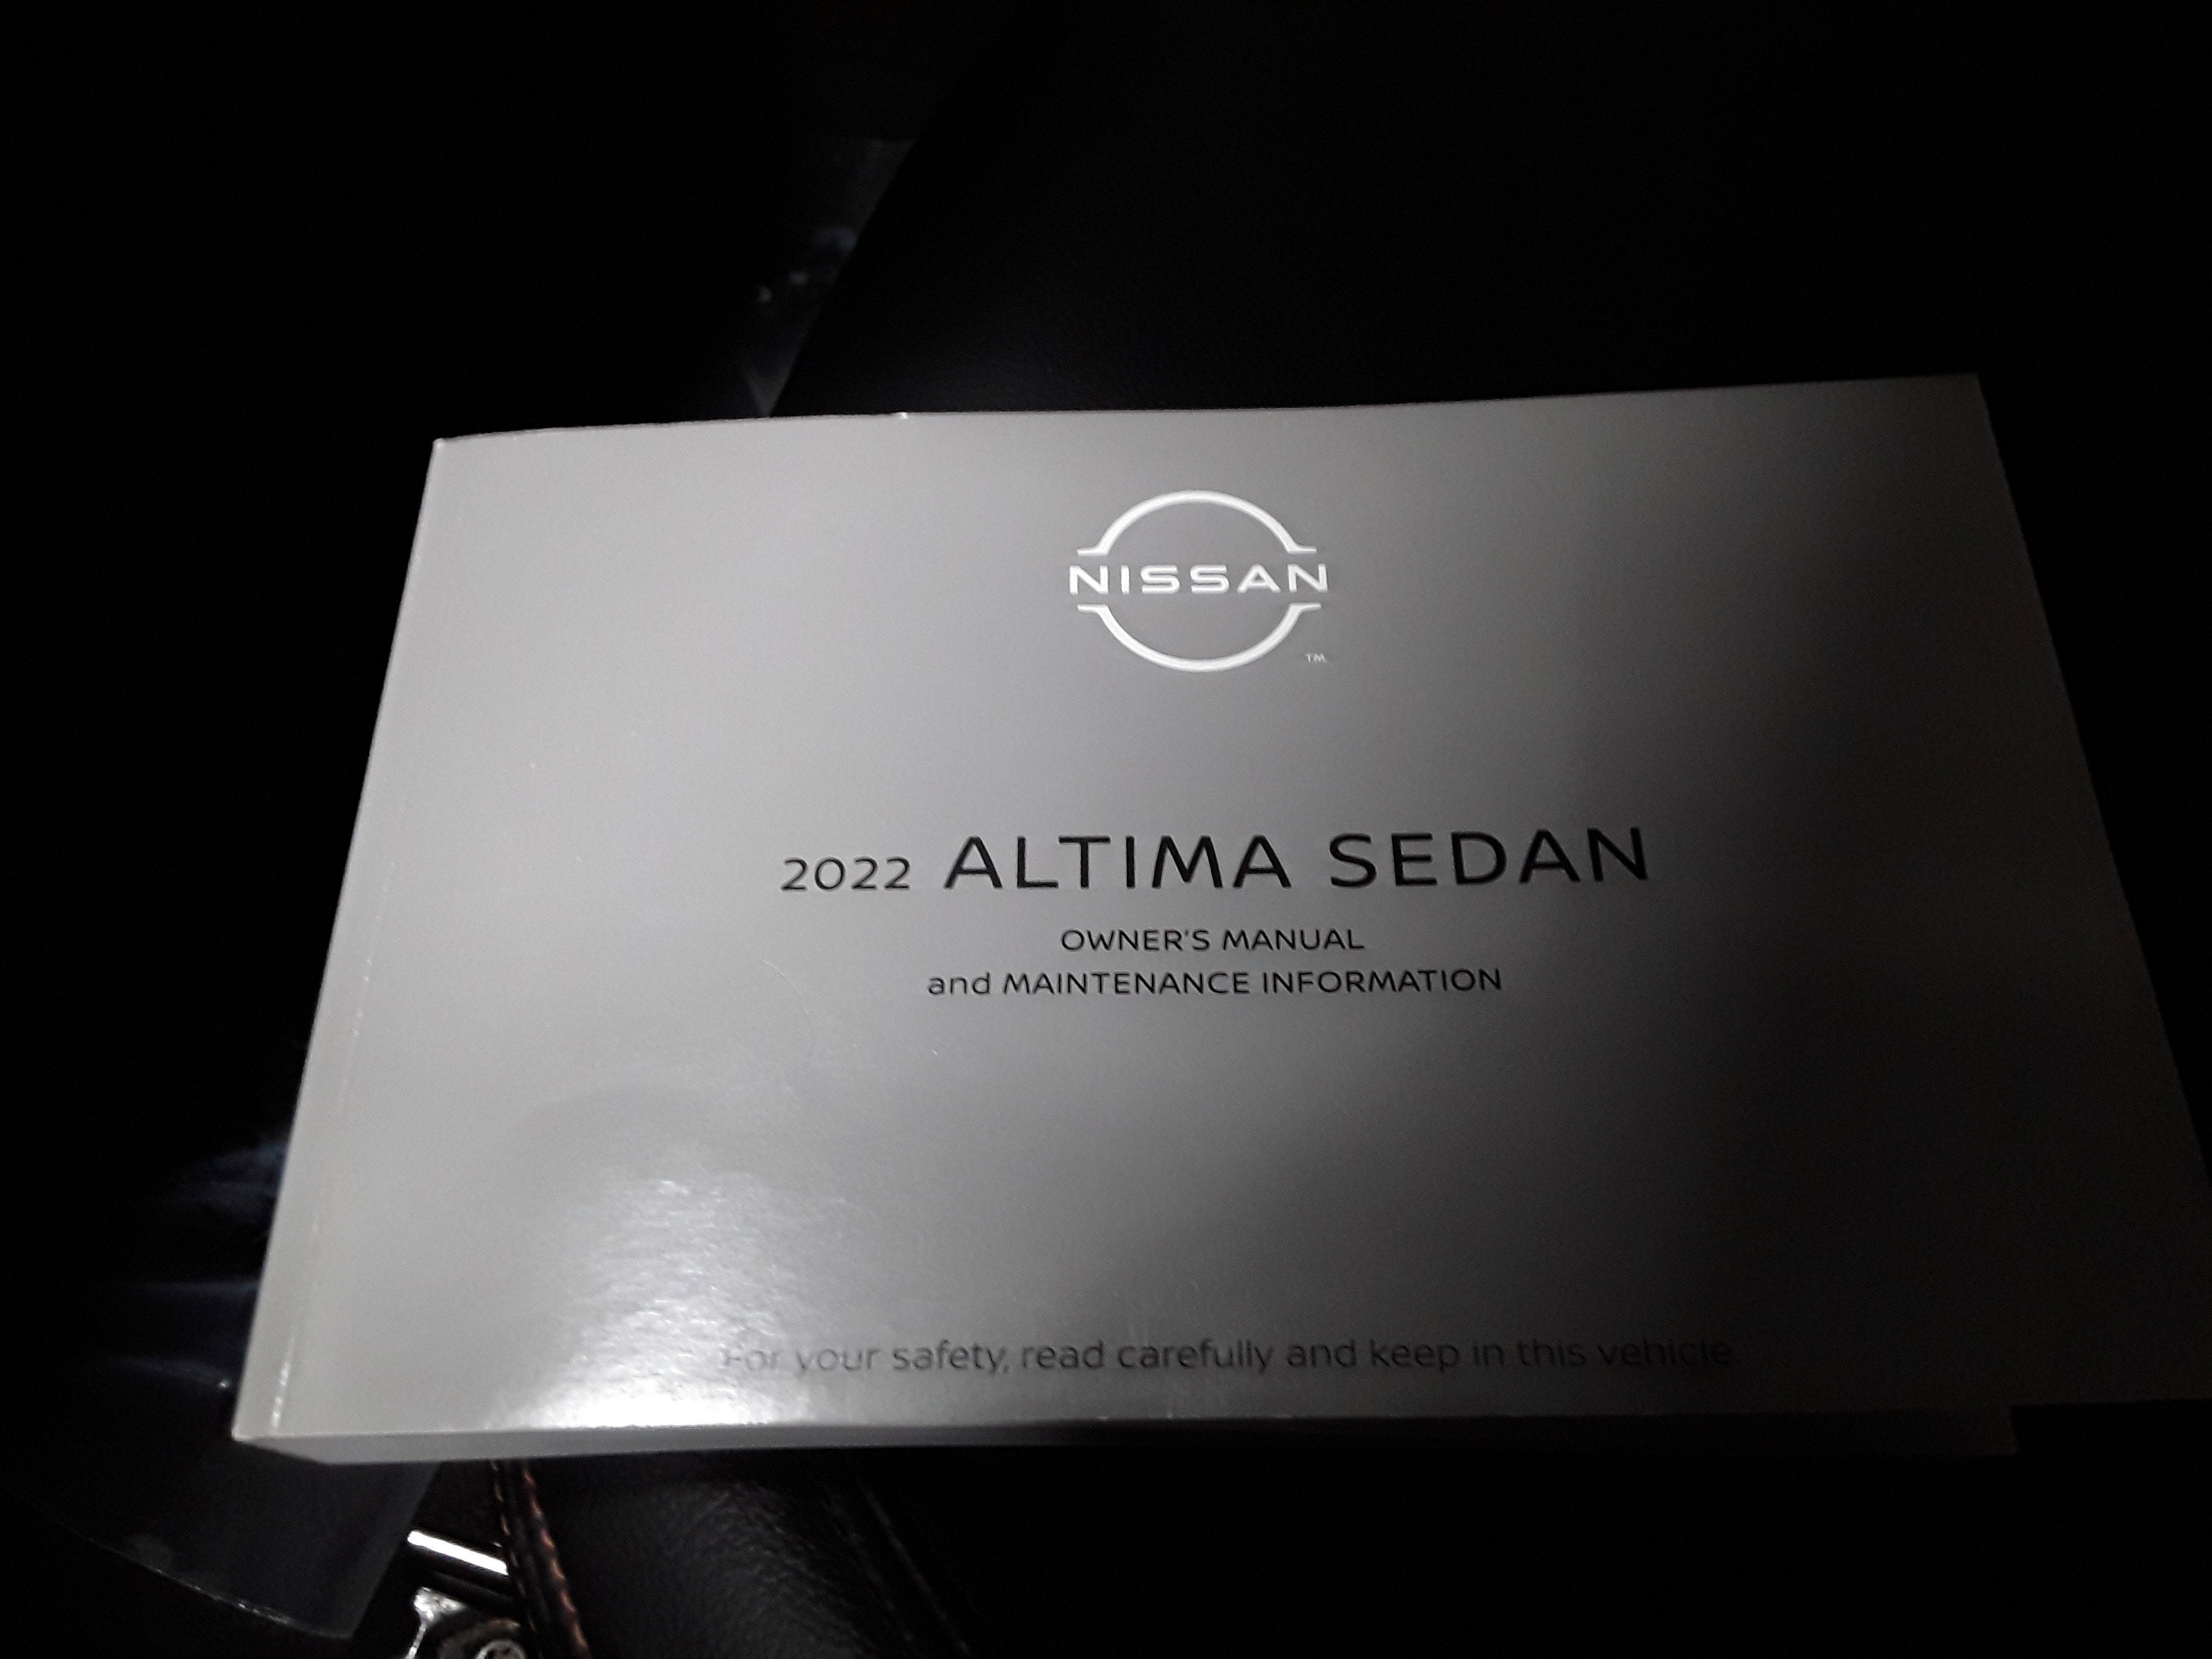 NISSAN
TM
2022 ALTIMA SEDAN
OWNER'S MANUAL
and MAINTENANCE INFORMATION
For your safety, read carefully and keep in this vehicle.